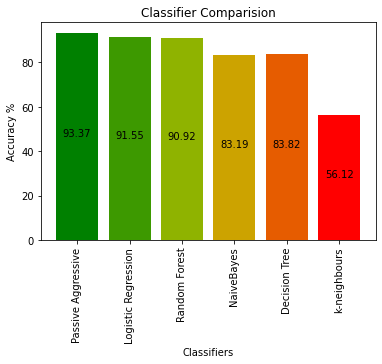 Classifier Comparision
Accuracy %
80
60
40
20
0
93.37
91.55
90.92
83.19
83.82
56.12
Passive Aggressive
Logistic Regression
Random Forest
NaiveBayes
Decision Tree
k-neighbours
Classifiers